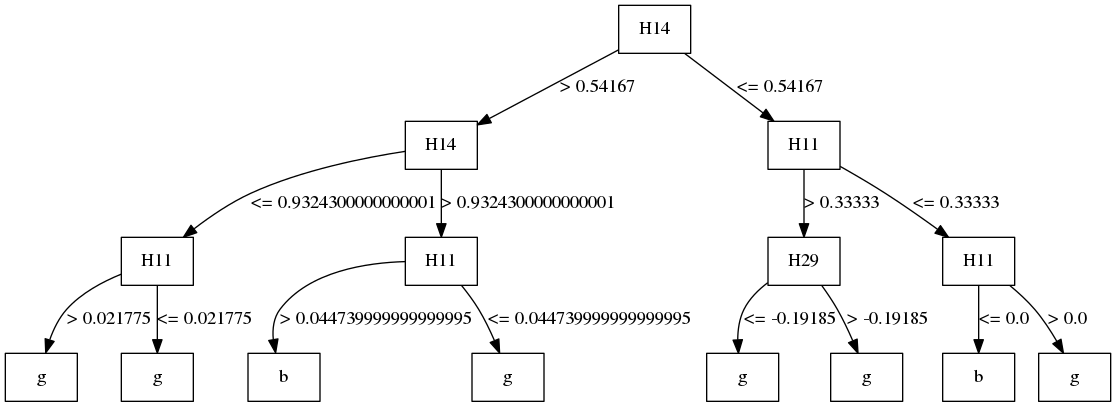 H14
> 0.54167
<= 0.54167
H14
H11
<= 0.9324300000000001
> 0.9324300000000001
> 0.33333
<= 0.33333
H11
H11
H29
H11
> 0.021775
<= 0.021775
> 0.044739999999999995
<= 0.044739999999999995
<= -0.19185
> -0.19185
<= 0.0
> 0.0
g
g
b
g
g
g
b
g